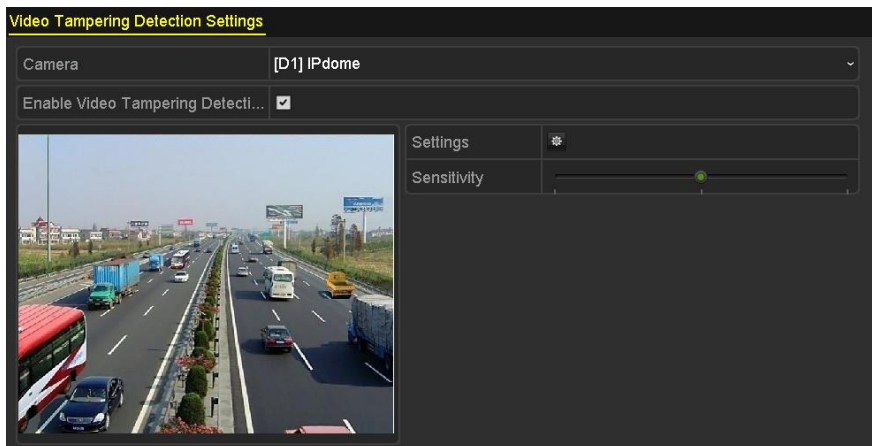 Video Tampering Detection Settings
Camera [D1] IPdome
Enable Video Tampering Detecti...
Settings
Sensitivity